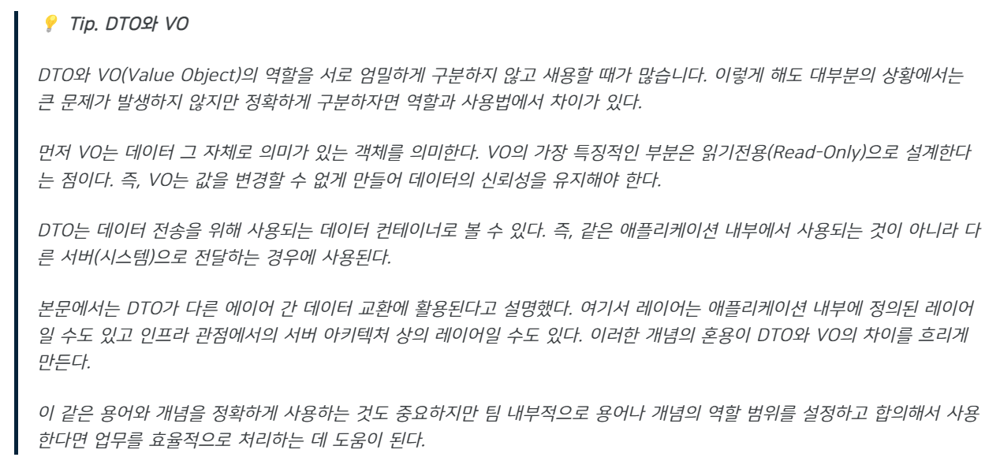 💡 Tip. DTO와 VO
DTO와 VO(Value Object)의 역할을 서로 엄밀하게 구분하지 않고 새용할 때가 많습니다. 이렇게 해도 대부분의 상황에서는
큰 문제가 발생하지 않지만 정확하게 구분하자면 역할과 사용법에서 차이가 있다.
먼저 VO는 데이터 그 자체로 의미가 있는 객체를 의미한다. VO의 가장 특징적인 부분은 읽기전용(Read-Only)으로 설계한다
는 점이다. 즉, VO는 값을 변경할 수 없게 만들어 데이터의 신뢰성을 유지해야 한다.
DTO는 데이터 전송을 위해 사용되는 데이터 컨테이너로 볼 수 있다. 즉, 같은 애플리케이션 내부에서 사용되는 것이 아니라 다
른 서버(시스템)으로 전달하는 경우에 사용된다.
본문에서는 DTO가 다른 에이어 간 데이터 교환에 활용된다고 설명했다. 여기서 레이어는 애플리케이션 내부에 정의된 레이어
일 수도 있고 인프라 관점에서의 서버 아키텍처 상의 레이어일 수도 있다. 이러한 개념의 혼용이 DTO와 VO의 차이를 흐리게
만든다.
이 같은 용어와 개념을 정확하게 사용하는 것도 중요하지만 팀 내부적으로 용어나 개념의 역할 범위를 설정하고 합의해서 사용
한다면 업무를 효율적으로 처리하는 데 도움이 된다.